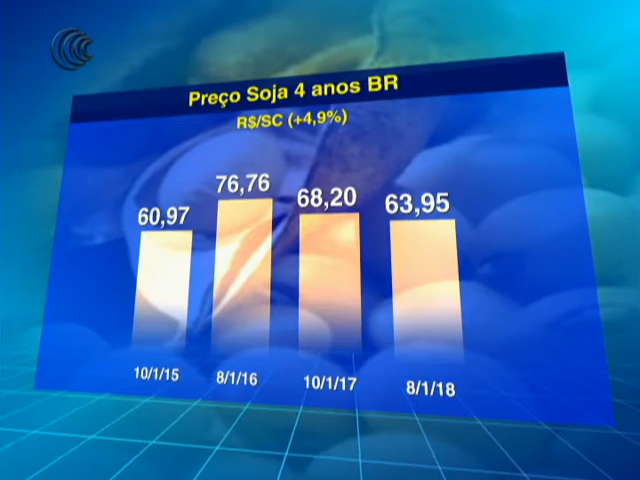 Preço Soja 4 anos BR
R$/SC (+4,9%)
60,97 76,76 68,20 63,95
10/1/15 8/1/16 10/1/17 8/1/18